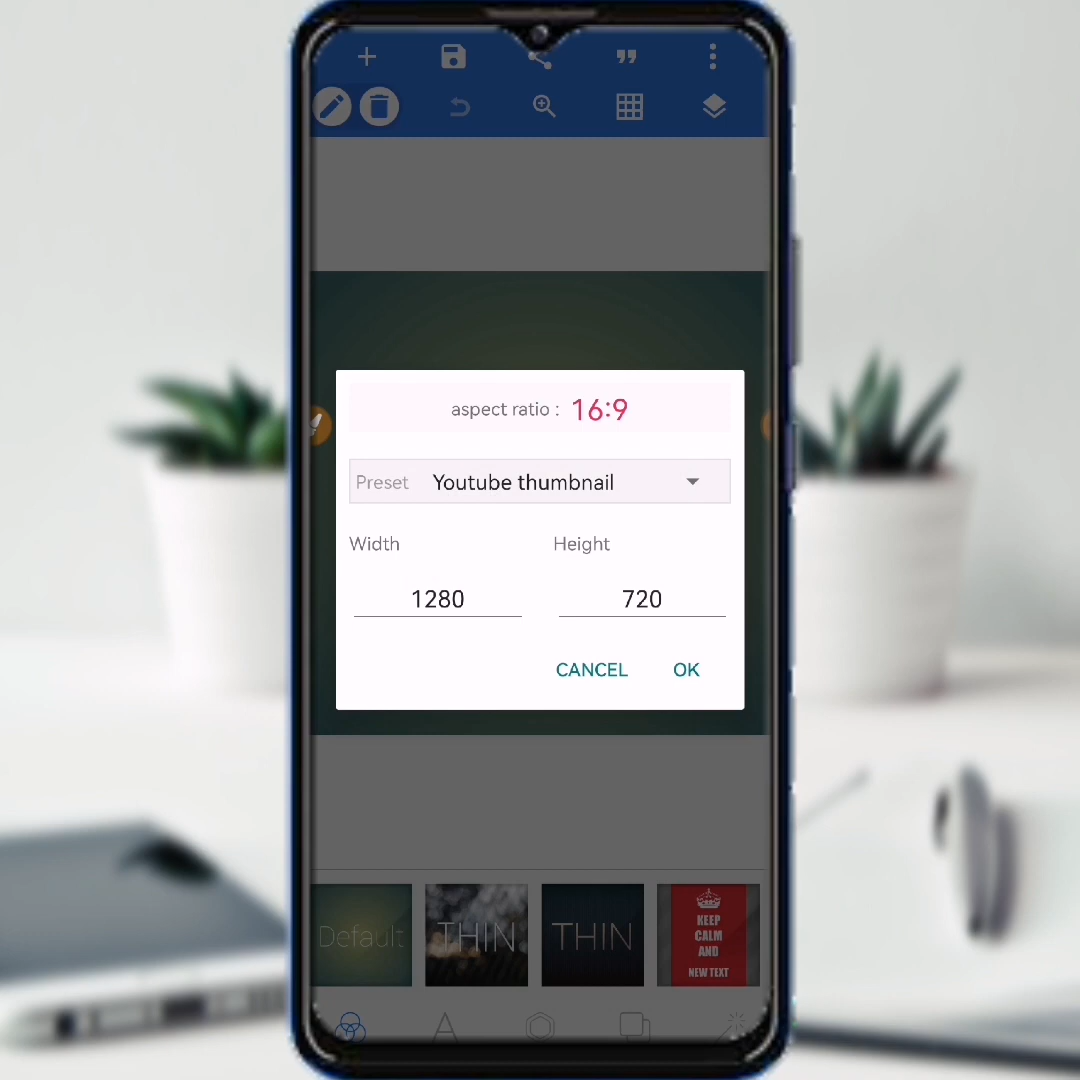 aspect ratio : 16:9
Preset Youtube thumbnail
Width Height
1280 720
CANCEL OK
Default THIN THIN KEEP
CALM
AND
NEW TEXT